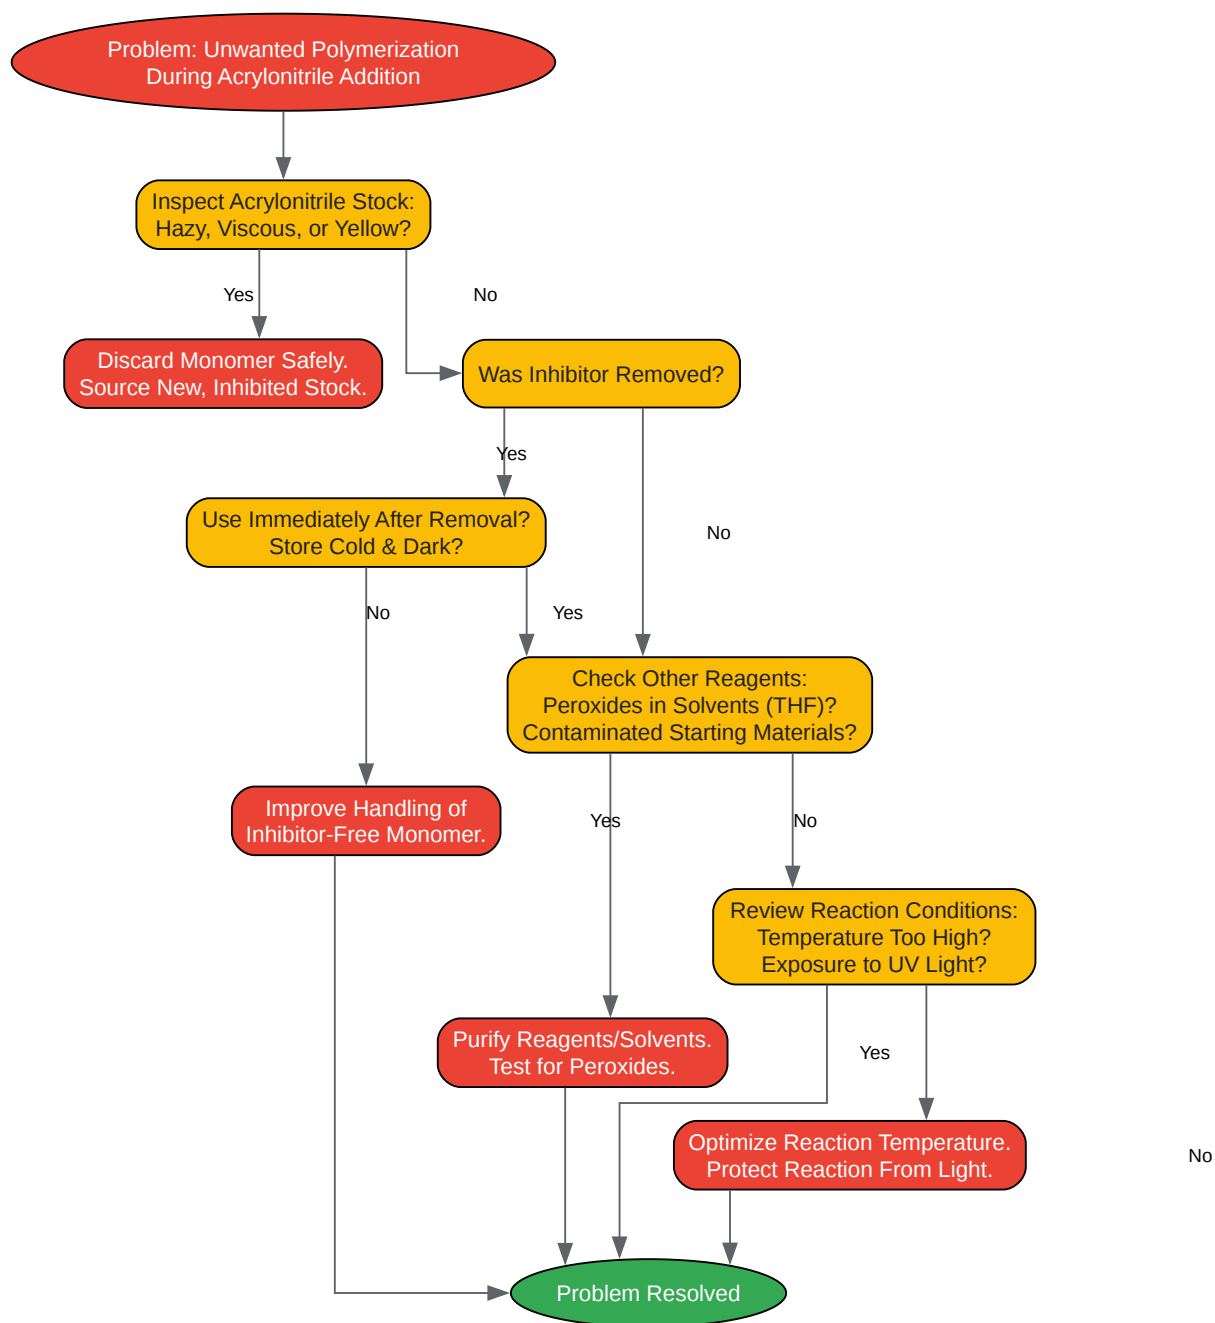 Problem: Unwanted Polymerization
During Acrylonitrile Addition
Inspect Acrylonitrile Stock:
Hazy, Viscous, or Yellow?
Yes
No
Discard Monomer Safely.
Source New, Inhibited Stock.
Was Inhibitor Removed?
Yes
No
Use Immediately After Removal?
Store Cold & Dark?
No
Yes
Check Other Reagents:
Peroxides in Solvents (THF)?
Contaminated Starting Materials?
Improve Handling of
Inhibitor-Free Monomer.
Yes
No
Review Reaction Conditions:
Temperature Too High?
Exposure to UV Light?
Purify Reagents/Solvents.
Test for Peroxides.
Yes
Optimize Reaction Temperature.
Protect Reaction From Light.
No
Problem Resolved